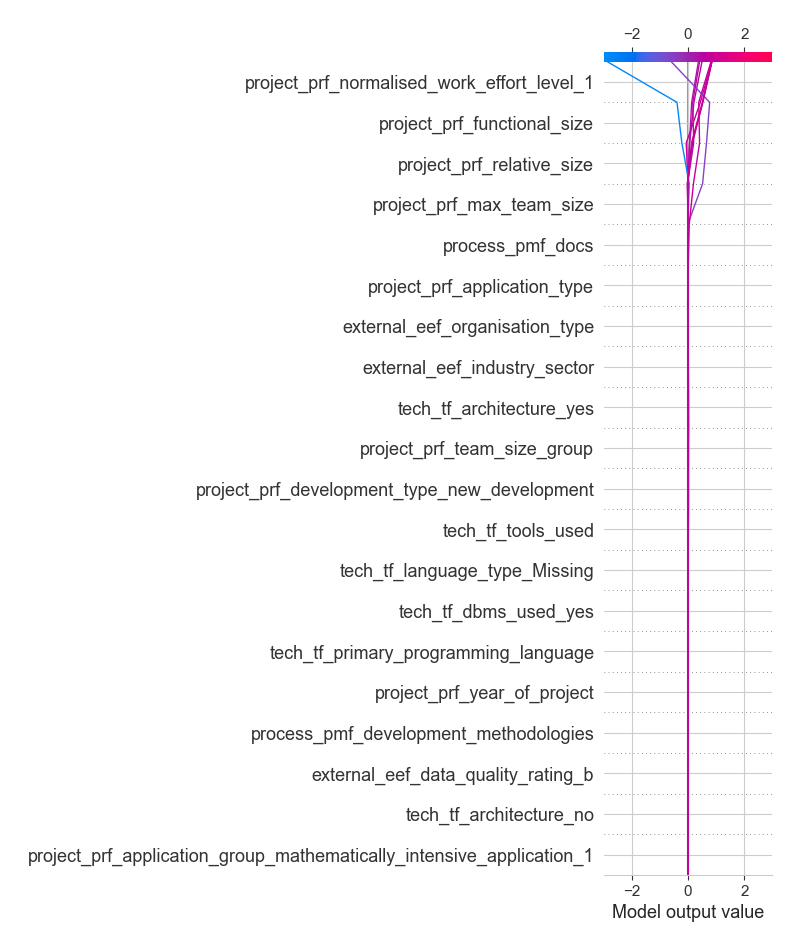 −2 0 2
project_prf_normalised_work_effort_level_1
project_prf_functional_size
project_prf_relative_size
project_prf_max_team_size
process_pmf_docs
project_prf_application_type
external_eef_organisation_type
external_eef_industry_sector
tech_tf_architecture_yes
project_prf_team_size_group
project_prf_development_type_new_development
tech_tf_tools_used
tech_tf_language_type_Missing
tech_tf_dbms_used_yes
tech_tf_primary_programming_language
project_prf_year_of_project
process_pmf_development_methodologies
external_eef_data_quality_rating_b
tech_tf_architecture_no
project_prf_application_group_mathematically_intensive_application_1
−2 0 2
Model output value